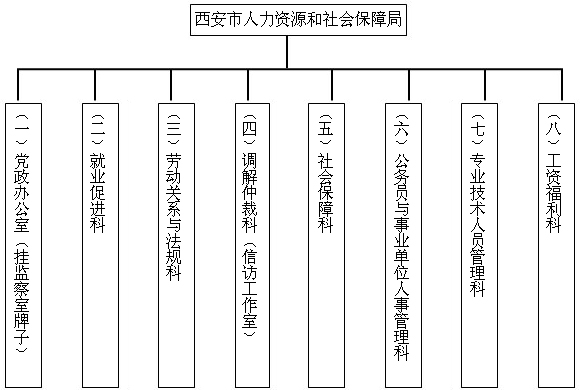 西安市人力资源和社会保障局
（一）党政办公室（挂监察室牌子）
（二）就业促进科
（三）劳动关系与法规科
（四）调解仲裁科（信访工作室）
（五）社会保障科
（六）公务员与事业单位人事管理科
（七）专业技术人员管理科
（八）工资福利科